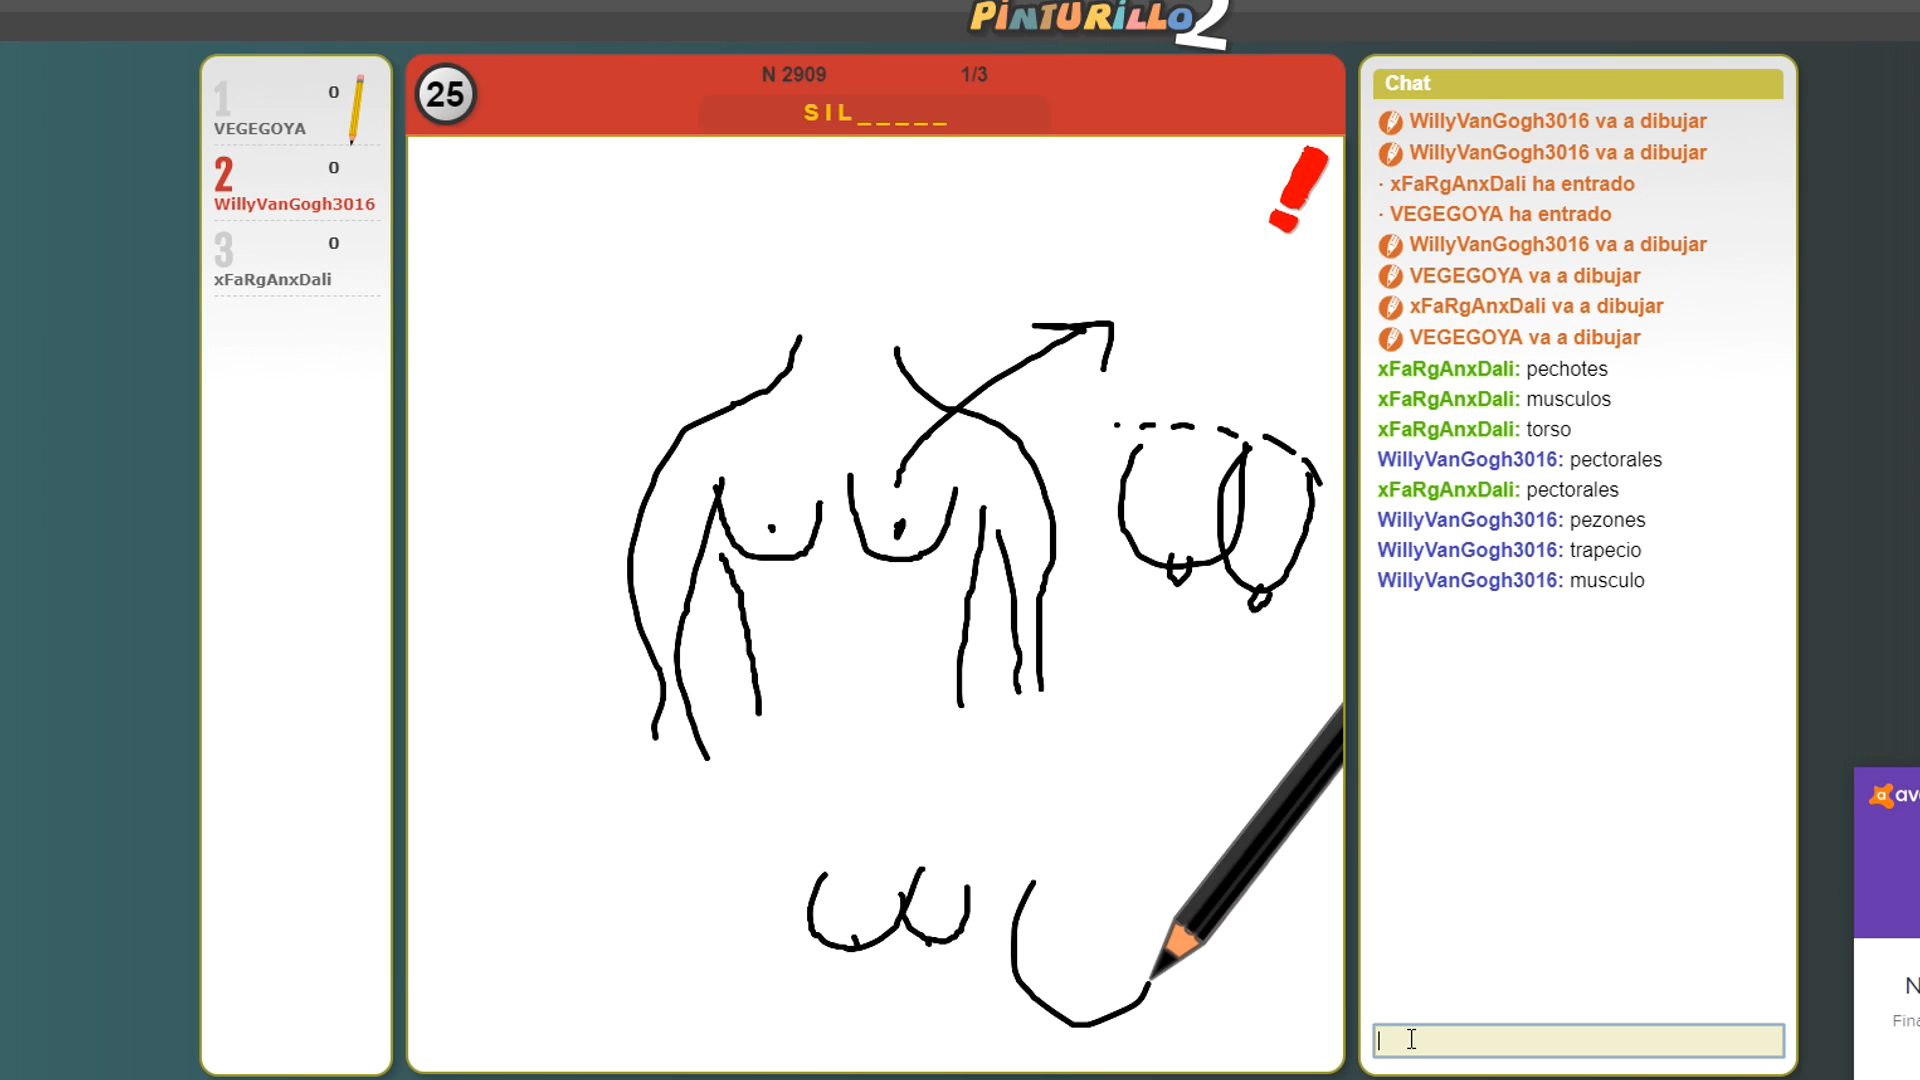 PINTURILLO 2
1
0
VEGEGOYA
2
0
WillyVanGogh3016
3
0
xFaRgAnxDali
25
N 2909
1/3
SIL_____
Chat
WillyVanGogh3016 va a dibujar
WillyVanGogh3016 va a dibujar
· xFaRgAnxDali ha entrado
· VEGEGOYA ha entrado
WillyVanGogh3016 va a dibujar
VEGEGOYA va a dibujar
xFaRgAnxDali va a dibujar
VEGEGOYA va a dibujar
xFaRgAnxDali: pechotes
xFaRgAnxDali: musculos
xFaRgAnxDali: torso
WillyVanGogh3016: pectorales
xFaRgAnxDali: pectorales
WillyVanGogh3016: pezones
WillyVanGogh3016: trapecio
WillyVanGogh3016: musculo